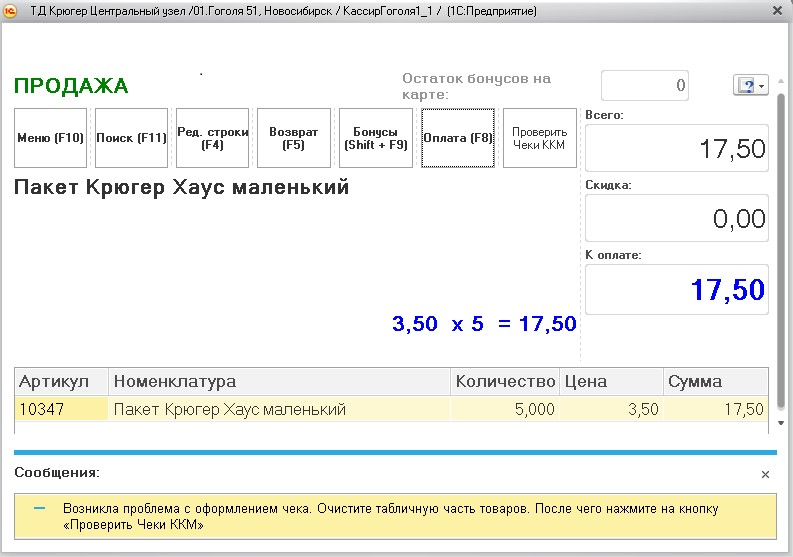 ТД Крюгер Центральный узел /01.Гоголя 51, Новосибирск / КассирГоголя1_1 / (1С:Предприятие)
ПРОДАЖА
Остаток бонусов на
карте:
0
Меню (F10)
Поиск (F11)
Ред. строки
(F4)
Возврат
(F5)
Бонусы
(Shift + F9)
Оплата (F8)
Проверить
Чеки ККМ
Всего:
17,50
Пакет Крюгер Хаус маленький
Скидка:
0,00
К оплате:
17,50
3,50 x 5 = 17,50
Артикул Номенклатура Количество Цена Сумма
10347 Пакет Крюгер Хаус маленький 5,000 3,50 17,50
Сообщения:
Возникла проблема с оформлением чека. Очистите табличную часть товаров. После чего нажмите на кнопку
«Проверить Чеки ККМ»